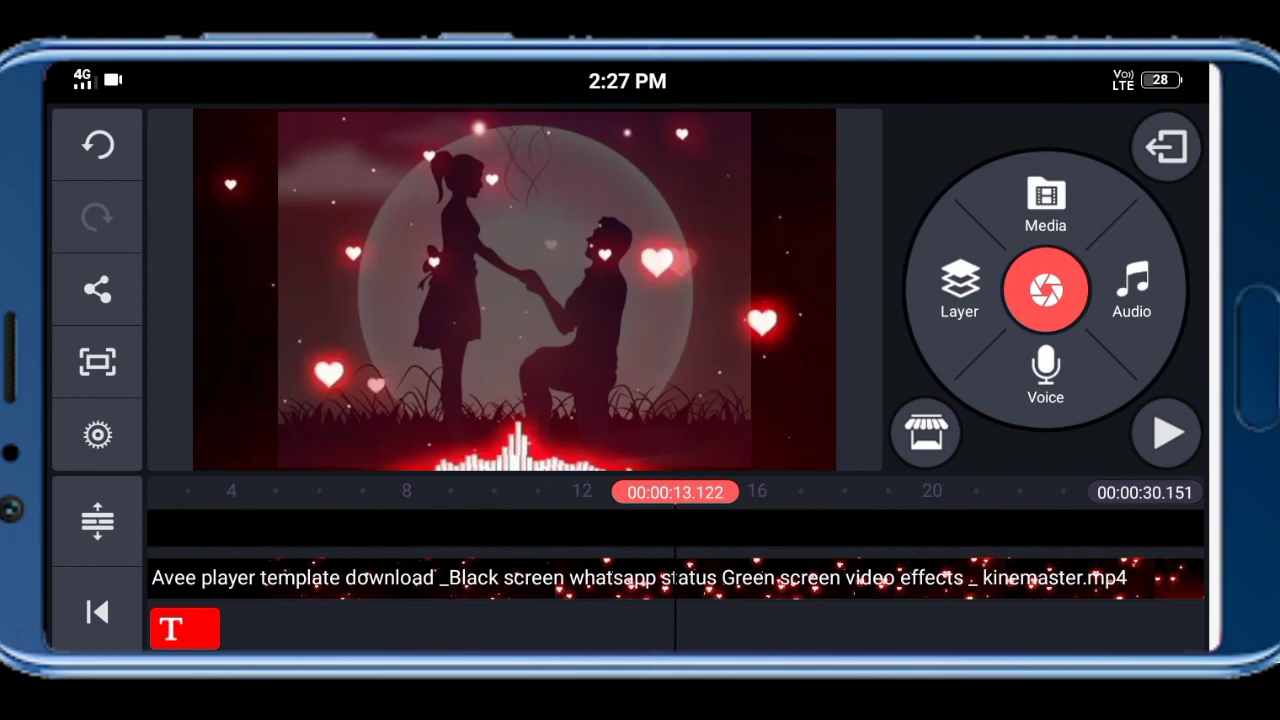 4G
2:27 PM
Vo))
LTE
28
Media
Layer
Audio
Voice
4
8
12
00:00:13.122
16
20
00:00:30.151
Avee player template download _Black screen whatsapp status Green screen video effects _ kinemaster.mp4
T